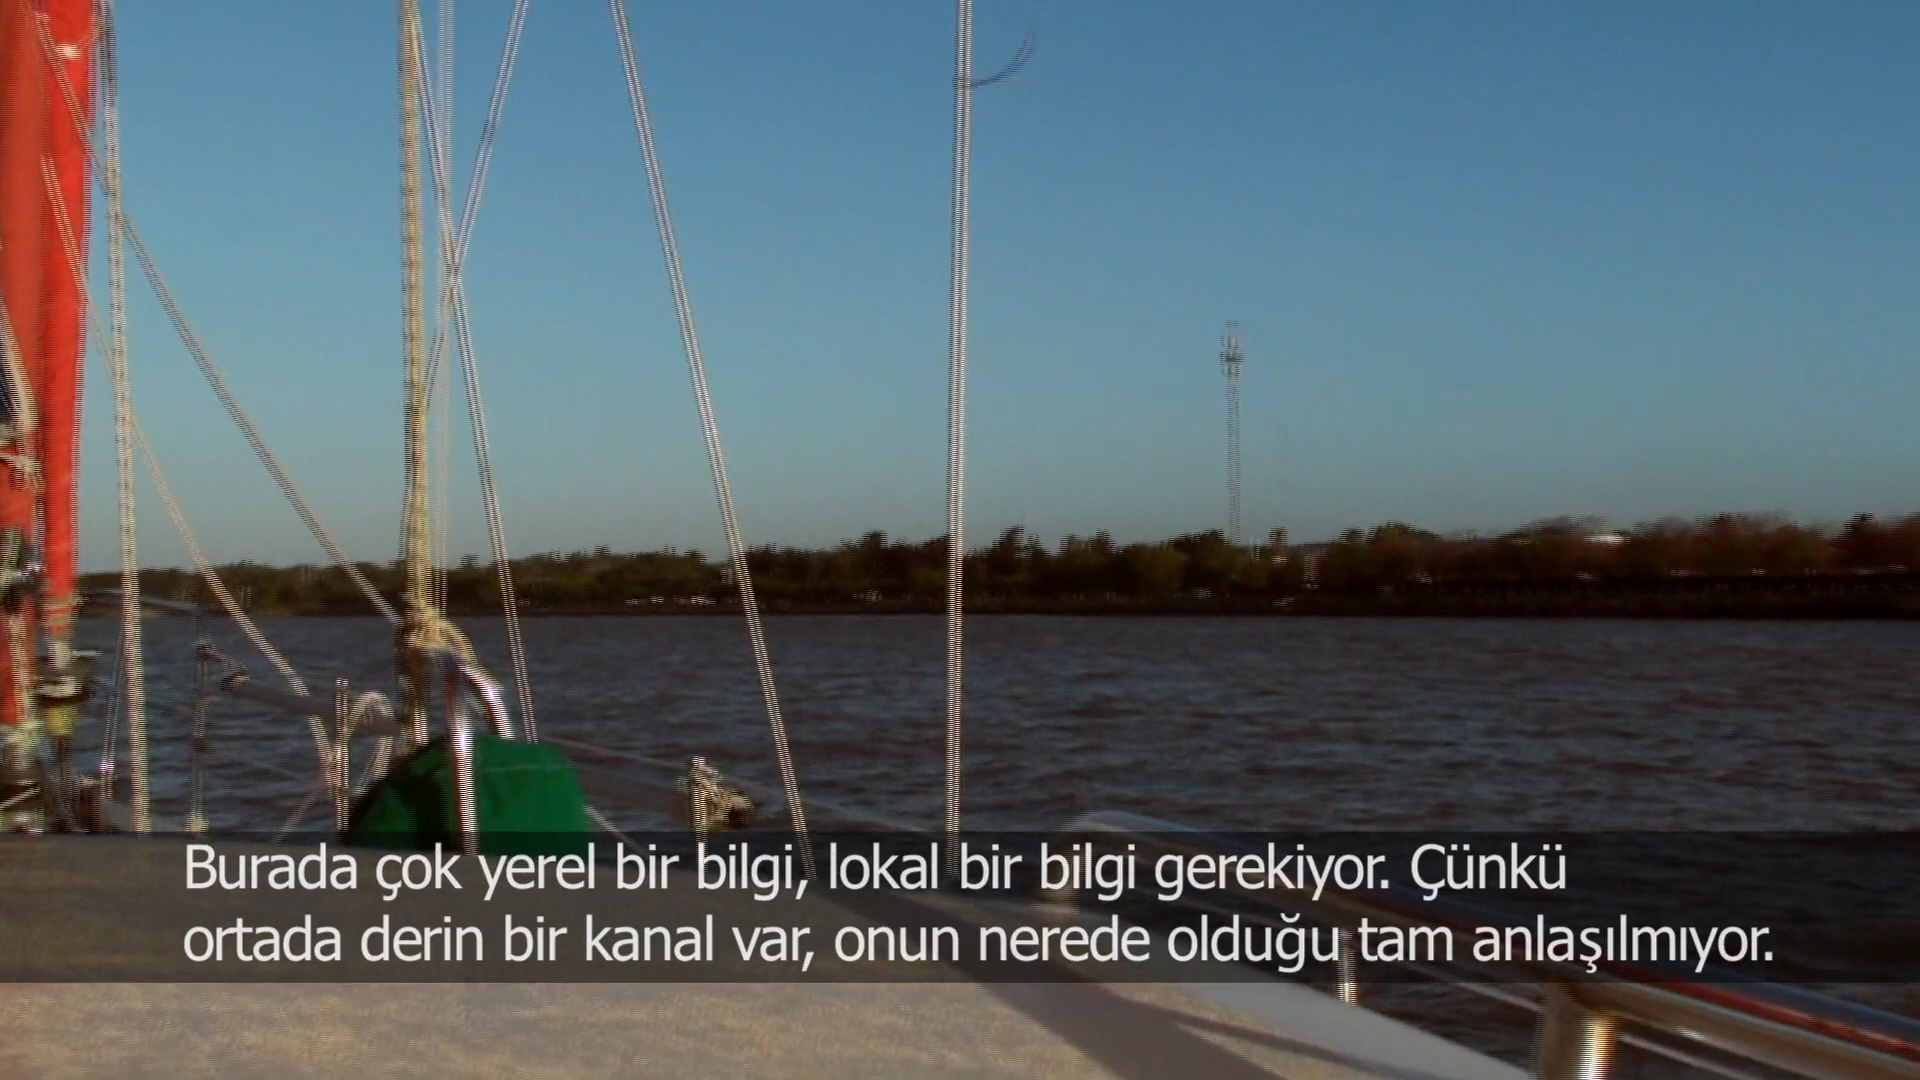 Burada çok yerel bir bilgi, lokal bir bilgi gerekiyor. Çünkü
ortada derin bir kanal var, onun nerede olduğu tam anlaşılmıyor.